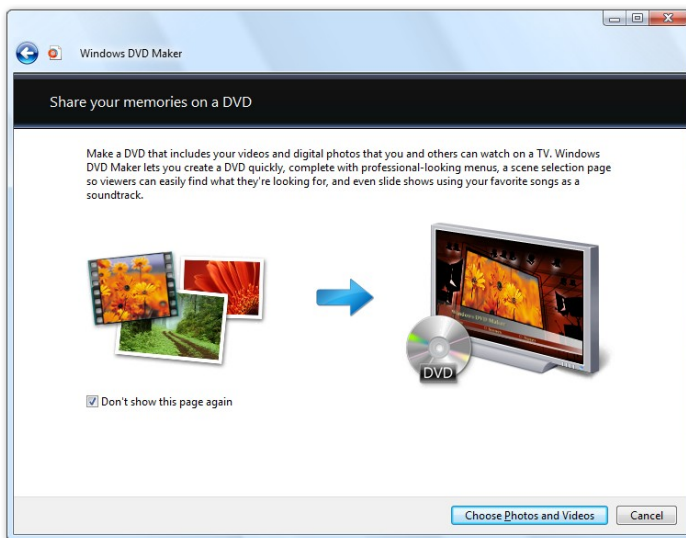 Windows DVD Maker
Share your memories on a DVD
Make a DVD that includes your videos and digital photos that you and others can watch on a TV. Windows
DVD Maker lets you create a DVD quickly, complete with professional-looking menus, a scene selection page
so viewers can easily find what they're looking for, and even slide shows using your favorite songs as a
soundtrack.
Windows DVD Maker
DVD
Don't show this page again
Choose Photos and Videos
Cancel